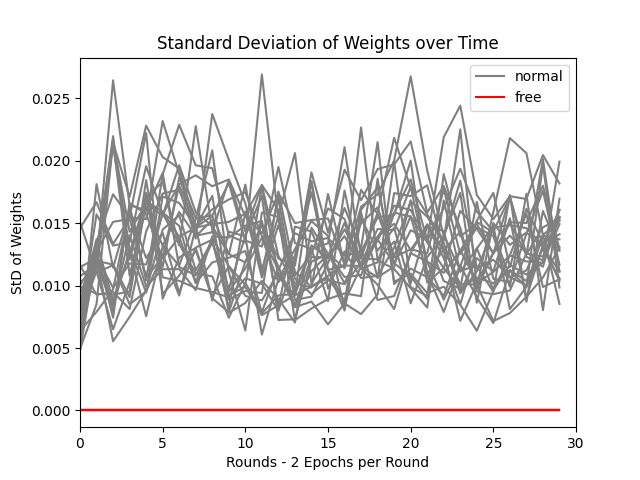 Standard Deviation of Weights over Time
normal
free
StD of Weights
0.025
0.020
0.015
0.010
0.005
0.000
0 5 10 15 20 25 30
Rounds - 2 Epochs per Round